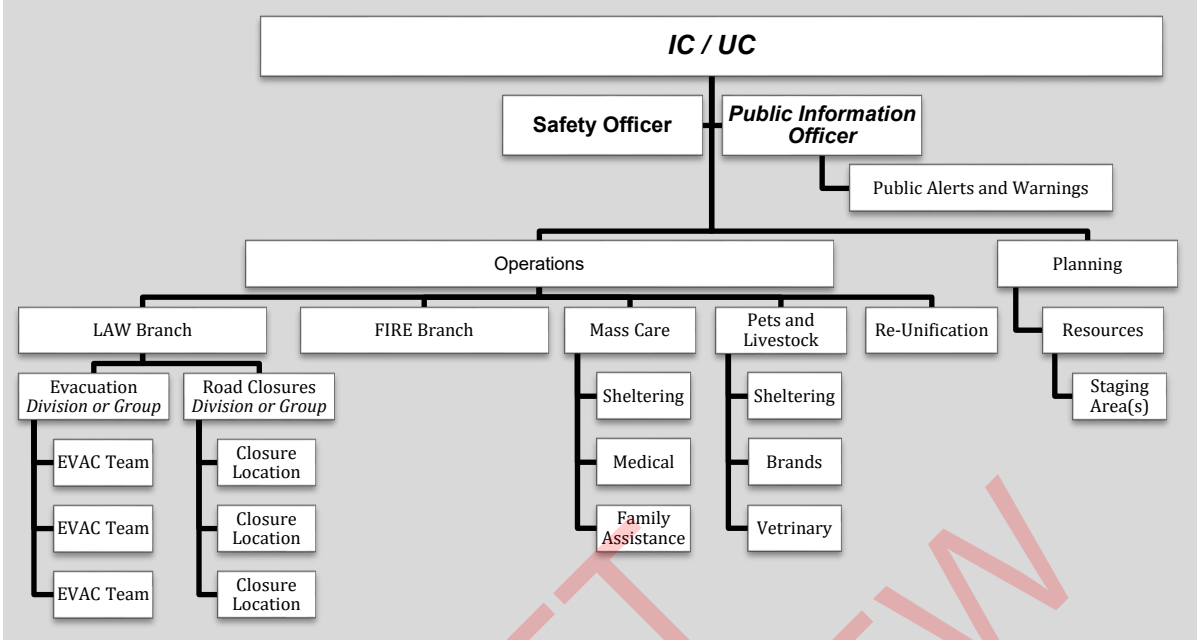 IC / UC
Safety Officer
Public Information
Officer
Public Alerts and Warnings
Operations
Planning
LAW Branch
FIRE Branch
Mass Care
Pets and
Livestock
Re-Unification
Resources
Evacuation
Division or Group
Road Closures
Division or Group
Sheltering
Sheltering
Staging
Area(s)
EVAC Team
Closure
Location
Medical
Brands
EVAC Team
Closure
Location
Family
Assistance
Vetrinary
EVAC Team
Closure
Location